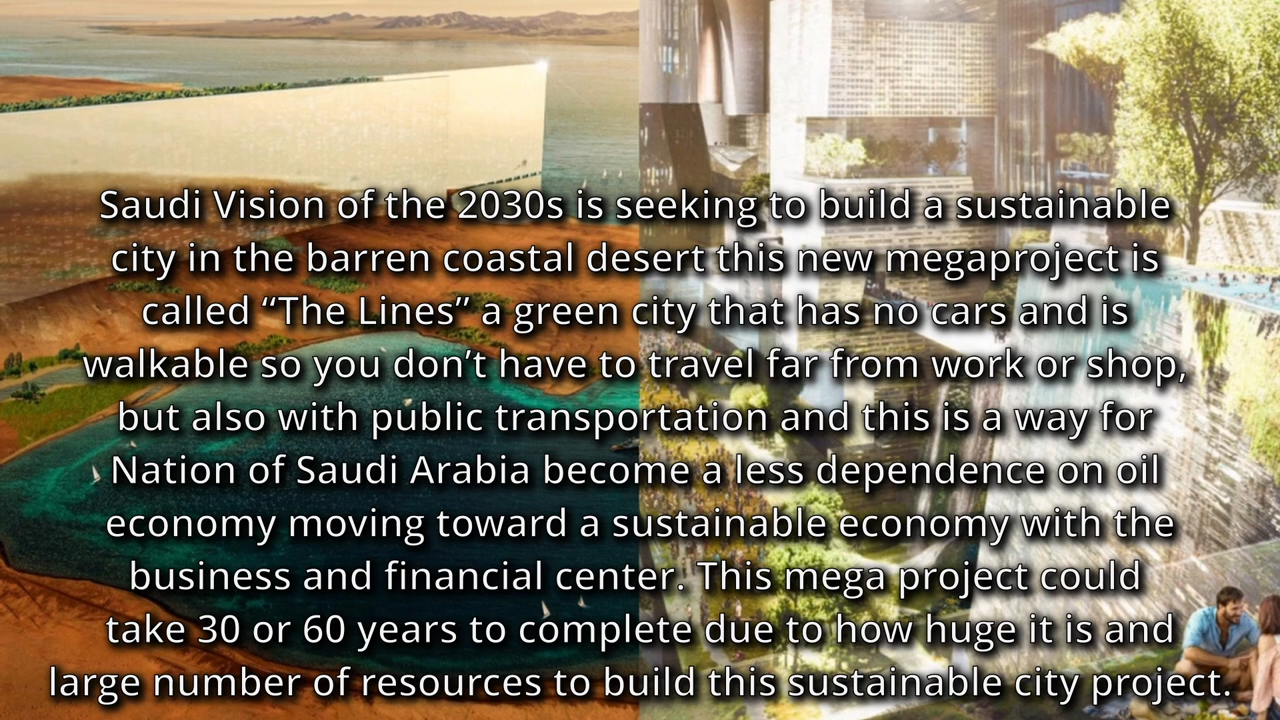 Saudi Vision of the 2030s is seeking to build a sustainable
city in the barren coastal desert this new megaproject is
called “The Lines” a green city that has no cars and is
walkable so you don’t have to travel far from work or shop,
but also with public transportation and this is a way for
Nation of Saudi Arabia become a less dependence on oil
economy moving toward a sustainable economy with the
business and financial center. This mega project could
take 30 or 60 years to complete due to how huge it is and
large number of resources to build this sustainable city project.